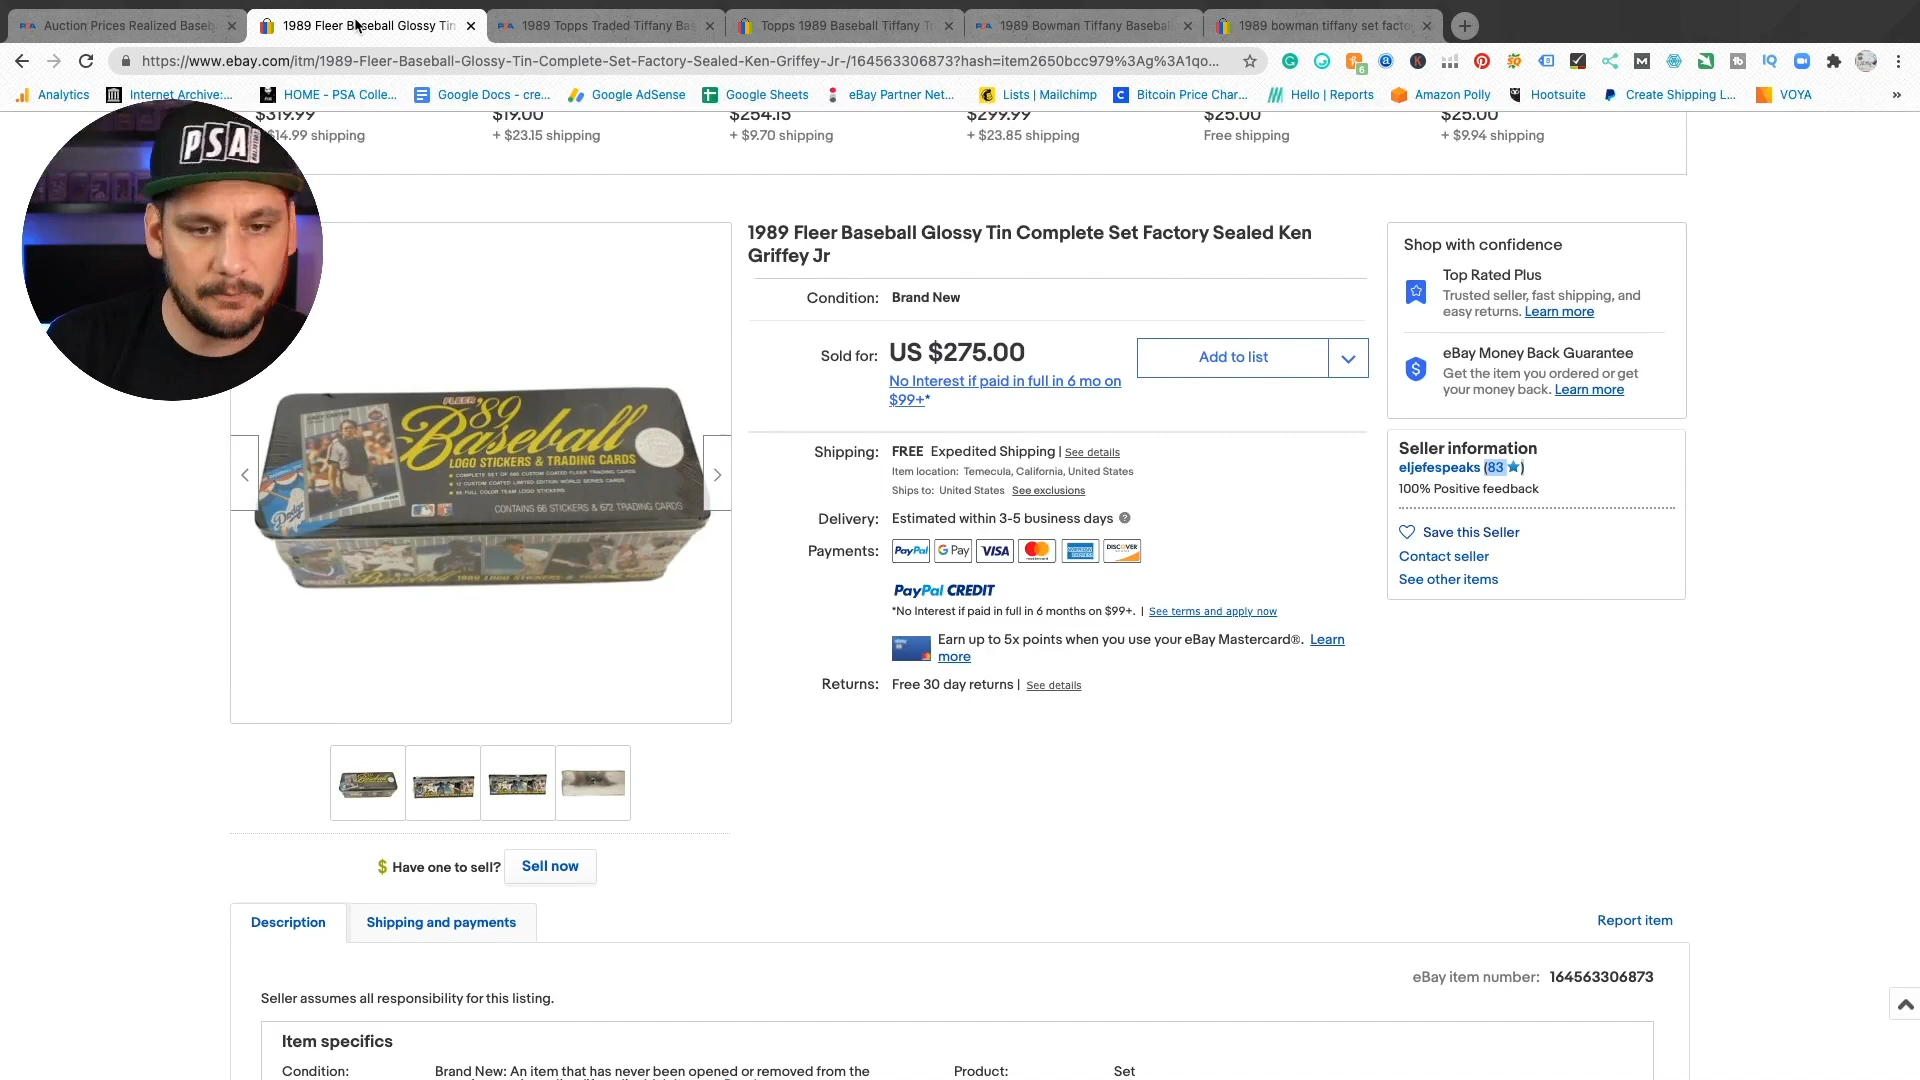 Auction Prices Realized Baseb
1989 Fleer Baseball Glossy Tin
1989 Topps Traded Tiffany Bas
Topps 1989 Baseball Tiffany Tr
1989 Bowman Tiffany Baseball
1989 bowman tiffany set facto
https://www.ebay.com/itm/1989-Fleer-Baseball-Glossy-Tin-Complete-Set-Factory-Sealed-Ken-Griffey-Jr-/164563306873?hash=item2650bcc979%3Ag%3A1qo...
Analytics
Internet Archive:...
HOME - PSA Colle...
Google Docs - cre...
Google AdSense
Google Sheets
eBay Partner Net...
Lists | Mailchimp
Bitcoin Price Char...
Hello | Reports
Amazon Polly
Hootsuite
Create Shipping L...
VOYA
»
$319.99 $19.00 $254.15 $299.99 $25.00 $25.00
$14.99 shipping + $23.15 shipping + $9.70 shipping + $23.85 shipping Free shipping + $9.94 shipping
PSA
1989 Fleer Baseball Glossy Tin Complete Set Factory Sealed Ken
Griffey Jr
Condition: Brand New
Sold for: US $275.00
Add to list
No Interest if paid in full in 6 mo on
$99+*
Shipping: FREE Expedited Shipping | See details
Item location: Temecula, California, United States
Ships to: United States See exclusions
Delivery: Estimated within 3-5 business days
Payments: PayPal G Pay VISA DISCOVER
PayPal CREDIT
*No Interest if paid in full in 6 months on $99+. | See terms and apply now
Earn up to 5x points when you use your eBay Mastercard®. Learn
more
Returns: Free 30 day returns | See details
Shop with confidence
Top Rated Plus
Trusted seller, fast shipping, and
easy returns. Learn more
eBay Money Back Guarantee
Get the item you ordered or get
your money back. Learn more
Seller information
eljefespeaks (83 )
100% Positive feedback
Save this Seller
Contact seller
See other items
FLEER '89
Baseball
LOGO STICKERS & TRADING CARDS
CONTAINS 66 STICKERS & 672 TRADING CARDS
Dodgers
Baseball
Have one to sell? Sell now
Description
Shipping and payments
Report item
eBay item number: 164563306873
Seller assumes all responsibility for this listing.
Item specifics
Condition: Brand New: An item that has never been opened or removed from the
Product: Set